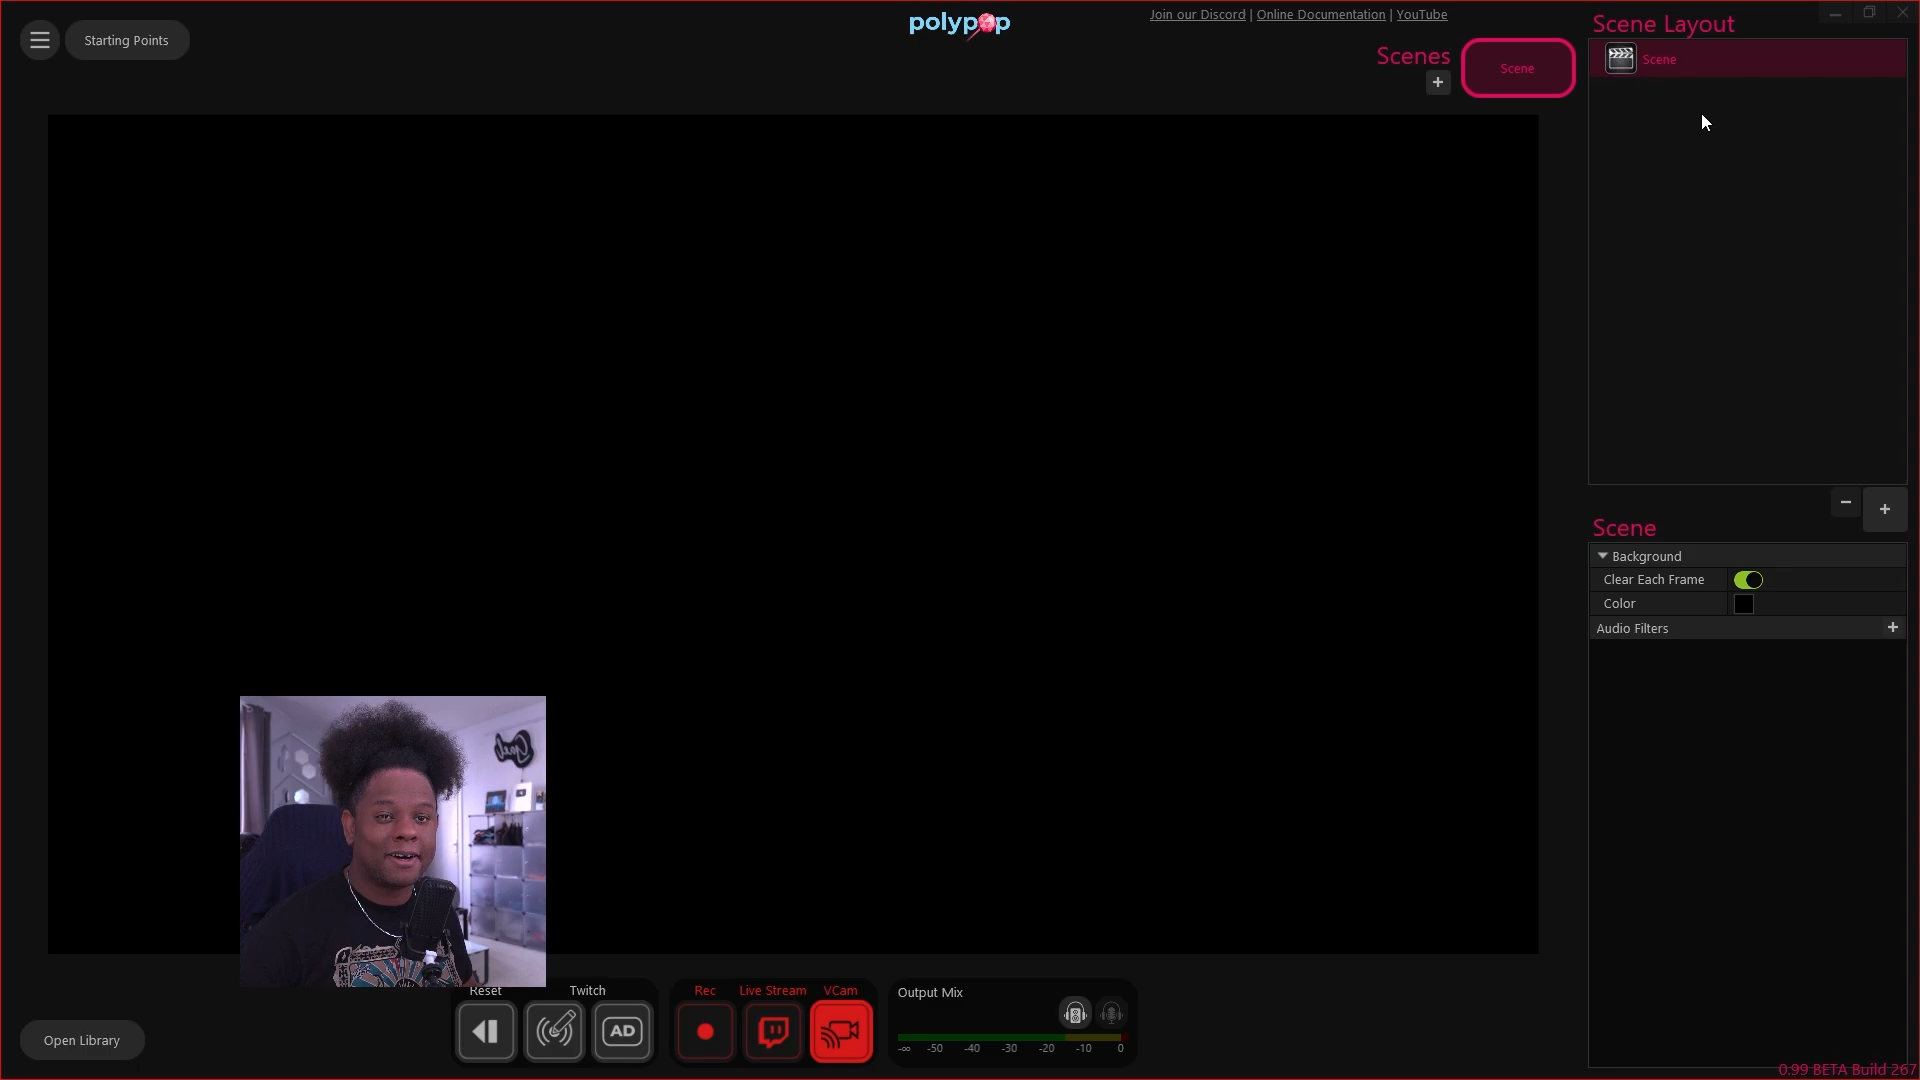 Starting Points
polypop
Join our Discord | Online Documentation | YouTube
Scenes
+
Scene
Scene Layout
Scene
Scene
Background
Clear Each Frame
Color
Audio Filters
Reset
Twitch
AD
Rec
Live Stream
VCam
Output Mix
-∞ -50 -40 -30 -20 -10 0
Open Library
0.99 BETA Build 267